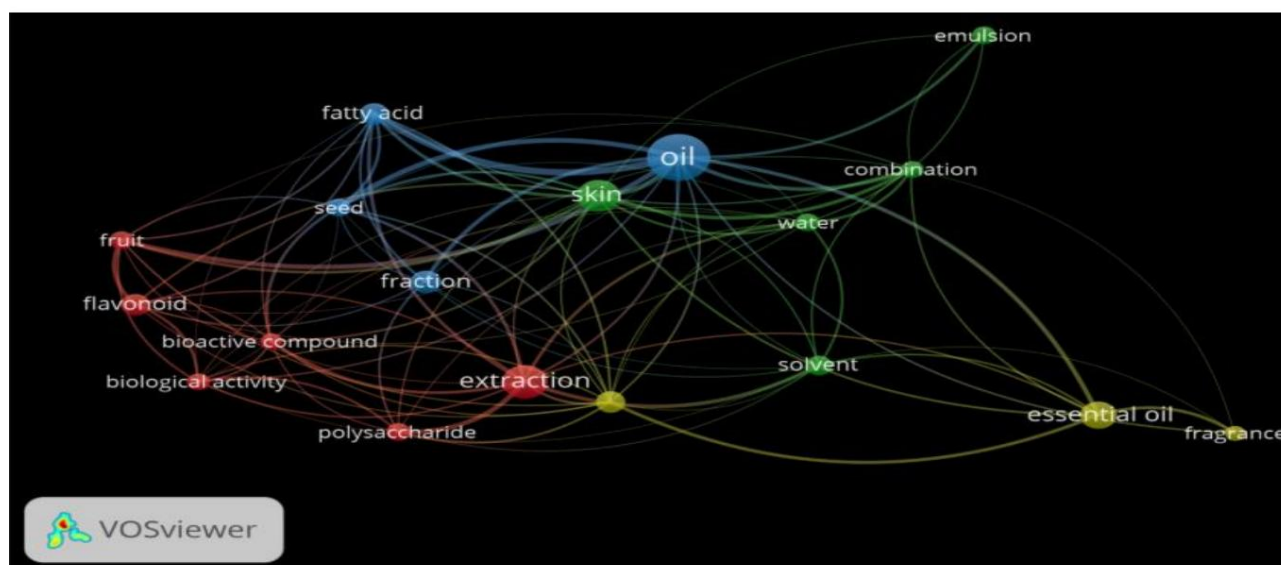 emulsion
fatty acid
oil
combination
skin
seed
water
fruit
fraction
flavonoid
bioactive compound
solvent
biological activity
extraction
essential oil
polysaccharide
fragrance
VOSviewer